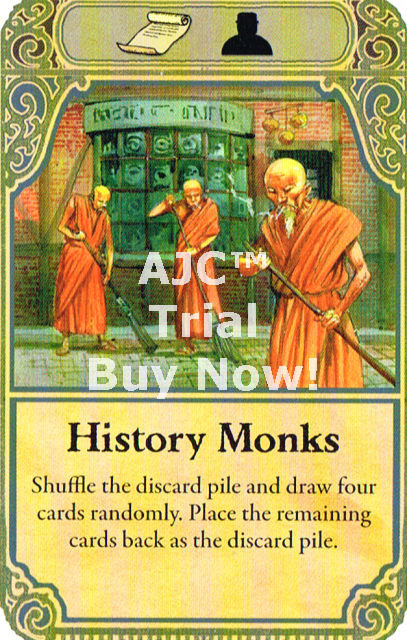 AJC™
Trial
Buy Now!
History Monks
Shuffle the discard pile and draw four
cards randomly. Place the remaining
cards back as the discard pile.